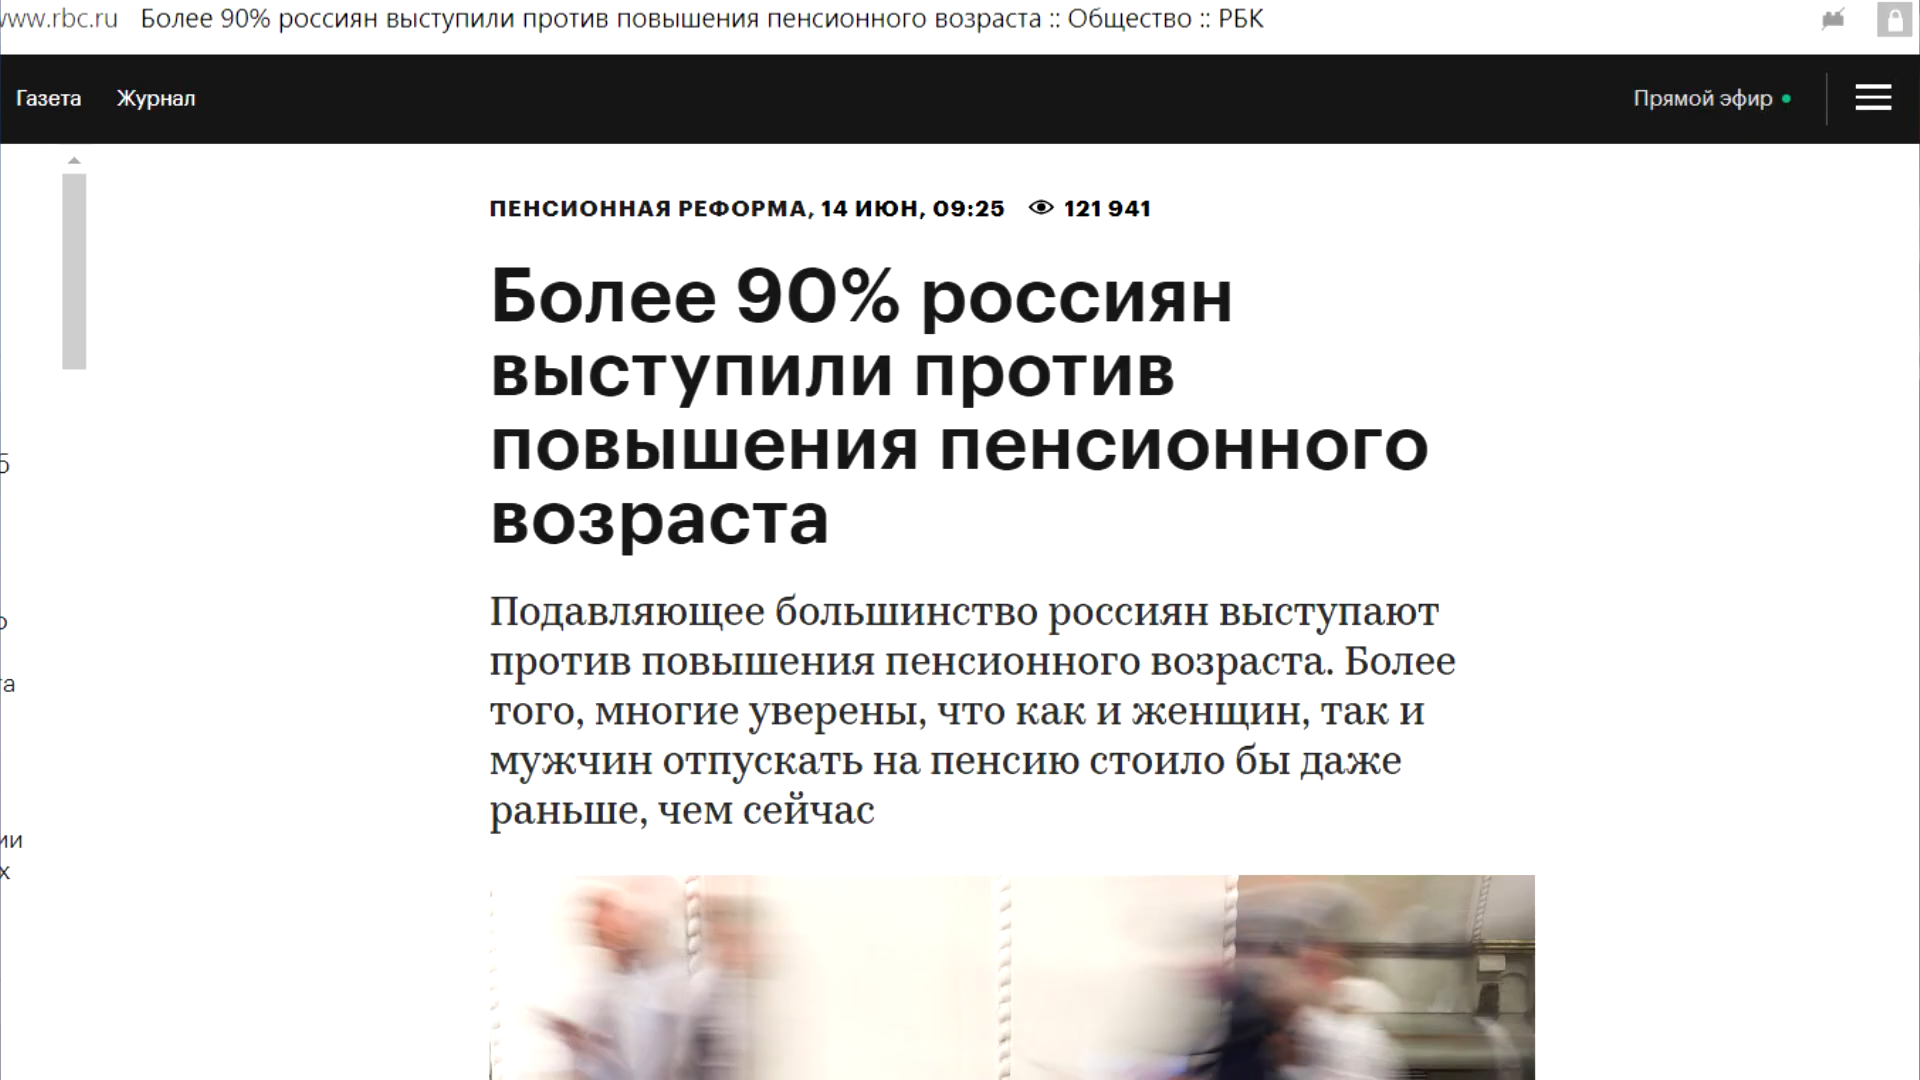 www.rbc.ru Более 90% россиян выступили против повышения пенсионного возраста :: Общество :: РБК
Газета Журнал Прямой эфир
ПЕНСИОННАЯ РЕФОРМА, 14 ИЮН, 09:25 121 941
Более 90% россиян
выступили против
повышения пенсионного
возраста
Подавляющее большинство россиян выступают
против повышения пенсионного возраста. Более
того, многие уверены, что как и женщин, так и
мужчин отпускать на пенсию стоило бы даже
раньше, чем сейчас